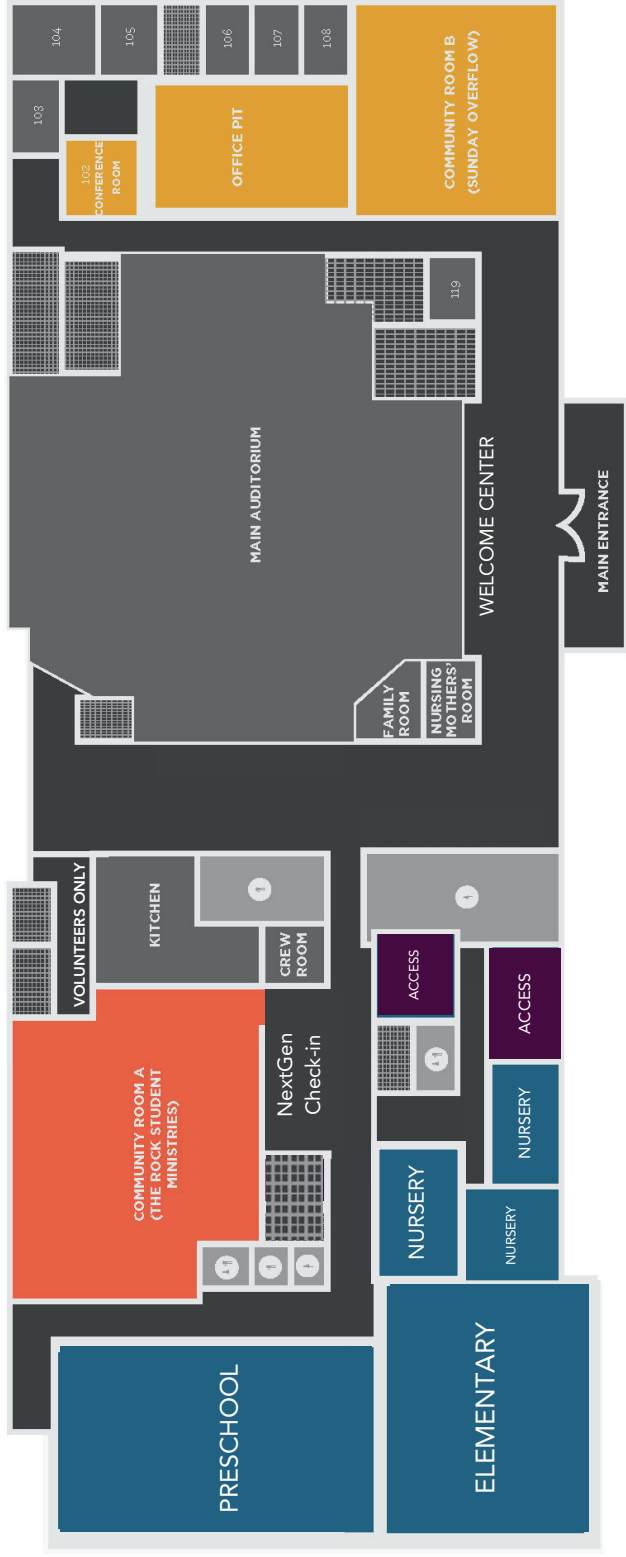 103
104
VOLUNTEERS ONLY
102
CONFERENCE
ROOM
105
COMMUNITY ROOM A
(THE ROCK STUDENT
MINISTRIES)
KITCHEN
PRESCHOOL
MAIN AUDITORIUM
OFFICE PIT
106
107
108
NextGen
Check-in
CREW
ROOM
FAMILY
ROOM
NURSING
MOTHERS'
ROOM
119
COMMUNITY ROOM B
(SUNDAY OVERFLOW)
NURSERY
ACCESS
WELCOME CENTER
ELEMENTARY
NURSERY
NURSERY
ACCESS
MAIN ENTRANCE